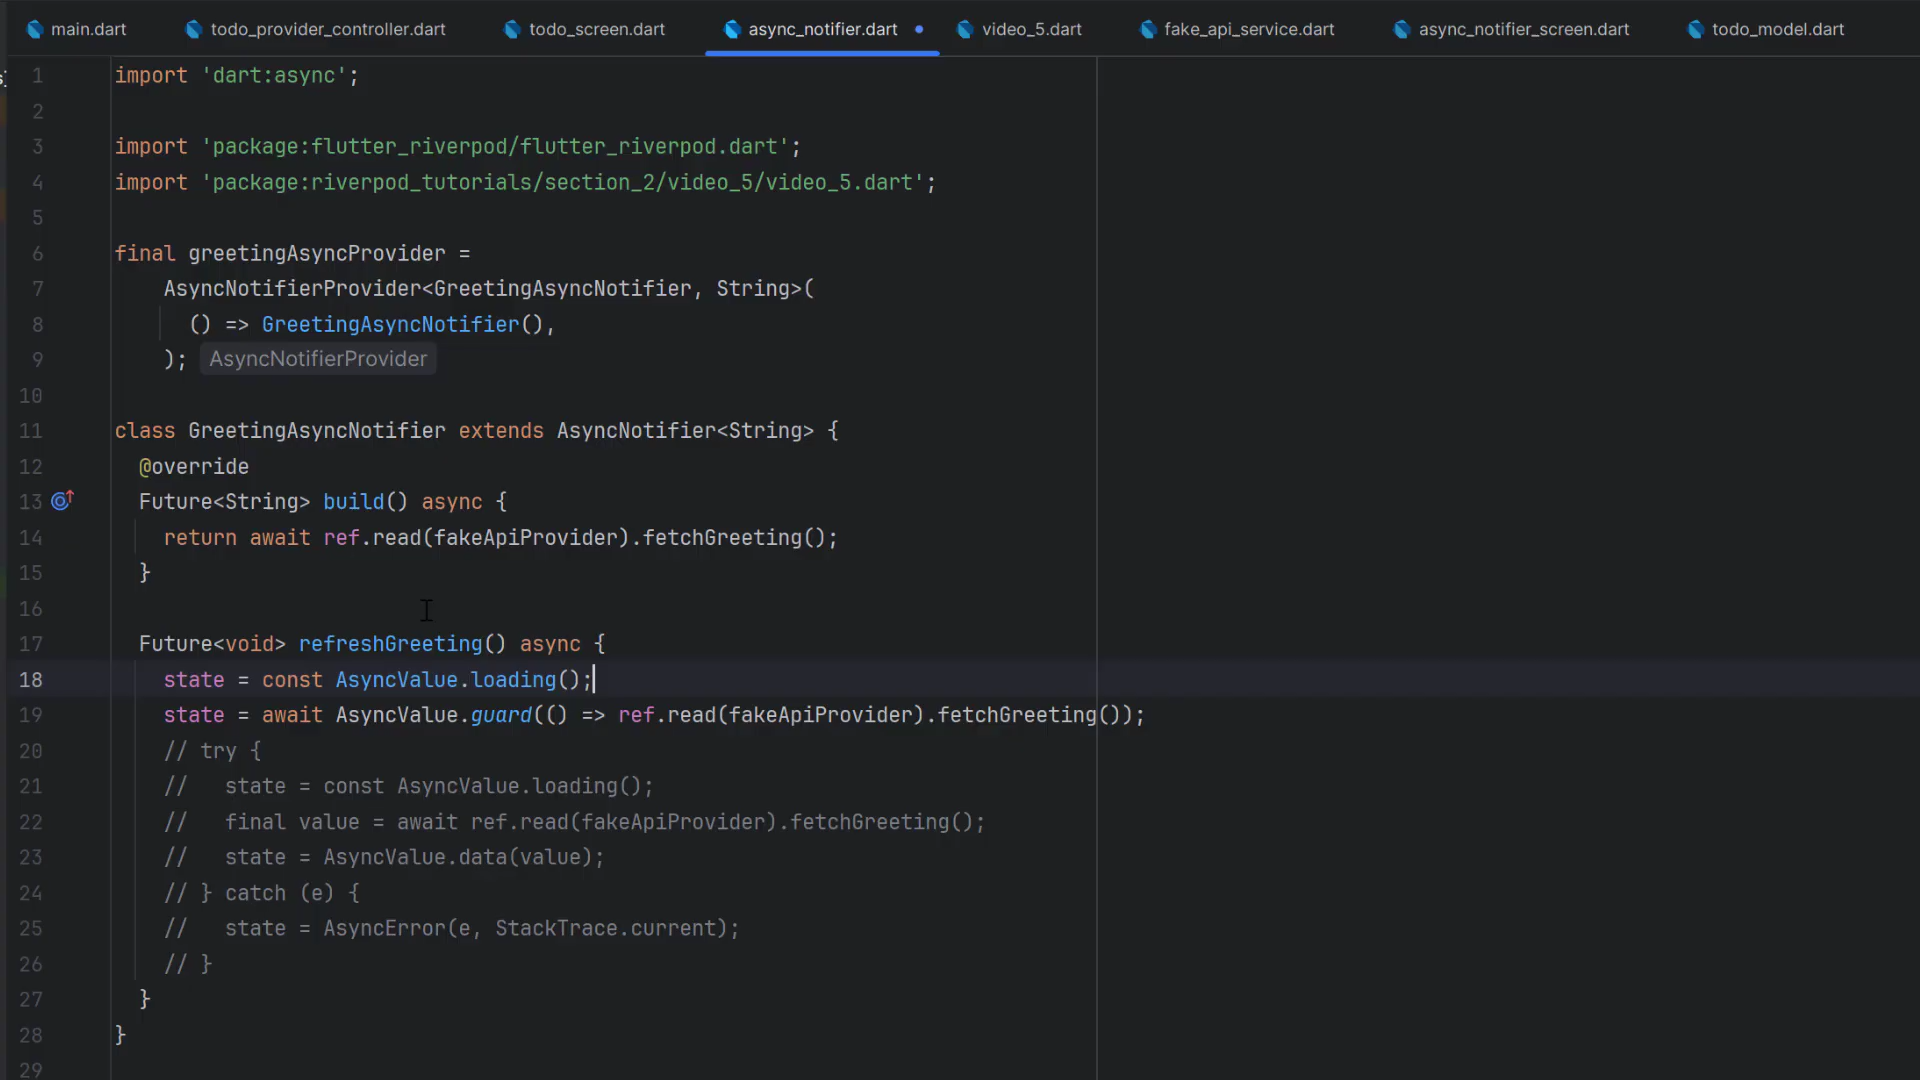 main.dart
todo_provider_controller.dart
todo_screen.dart
async_notifier.dart
video_5.dart
fake_api_service.dart
async_notifier_screen.dart
todo_model.dart
1 import 'dart:async';
2
3 import 'package:flutter_riverpod/flutter_riverpod.dart';
4 import 'package:riverpod_tutorials/section_2/video_5/video_5.dart';
5
6 final greetingAsyncProvider =
7 AsyncNotifierProvider<GreetingAsyncNotifier, String>(
8 () => GreetingAsyncNotifier(),
9 ); AsyncNotifierProvider
10
11 class GreetingAsyncNotifier extends AsyncNotifier<String> {
12 @override
13 Future<String> build() async {
14 return await ref.read(fakeApiProvider).fetchGreeting();
15 }
16
17 Future<void> refreshGreeting() async {
18 state = const AsyncValue.loading();
19 state = await AsyncValue.guard(() => ref.read(fakeApiProvider).fetchGreeting());
20 // try {
21 // state = const AsyncValue.loading();
22 // final value = await ref.read(fakeApiProvider).fetchGreeting();
23 // state = AsyncValue.data(value);
24 // } catch (e) {
25 // state = AsyncError(e, StackTrace.current);
26 // }
27 }
28 }
29